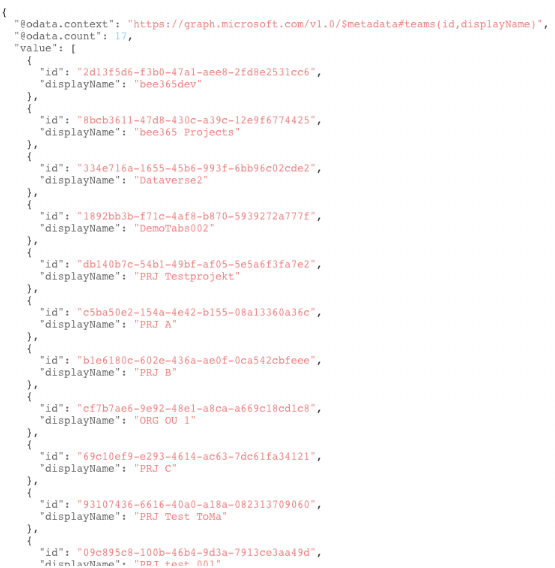 {
"@odata.context": "https://graph.microsoft.com/v1.0/$metadata#teams(id,displayName)",
"@odata.count": 17,
"value": [
{
"id": "2d13f5d6-f3b0-47a1-aee8-2fd8e2531cc6",
"displayName": "bee365dev"
},
{
"id": "8bcb3611-47d8-430c-a39c-12e9f6774425",
"displayName": "bee365 Projects"
},
{
"id": "334e716a-1655-45b6-993f-6bb96c02cde2",
"displayName": "Dataverse2"
},
{
"id": "1892bb3b-f71c-4af8-b870-5939272a777f",
"displayName": "DemoTabs002"
},
{
"id": "db140b7c-54b1-49bf-af05-5e5a6f3fa7e2",
"displayName": "PRJ Testprojekt"
},
{
"id": "c5ba50e2-154a-4e42-b155-08a13360a36c",
"displayName": "PRJ A"
},
{
"id": "b1e6180c-602e-436a-ae0f-0ca542cbfeee",
"displayName": "PRJ B"
},
{
"id": "cf7b7ae6-9e92-48e1-a8ca-a669c18cd1c8",
"displayName": "ORG OU 1"
},
{
"id": "69c10ef9-e293-4614-ac63-7dc61fa34121",
"displayName": "PRJ C"
},
{
"id": "93107436-6616-40a0-a18a-082313709060",
"displayName": "PRJ Test ToMa"
},
{
"id": "09c895c8-100b-46b4-9d3a-7913ce3aa49d",
"displayName": "PRJ test 001"